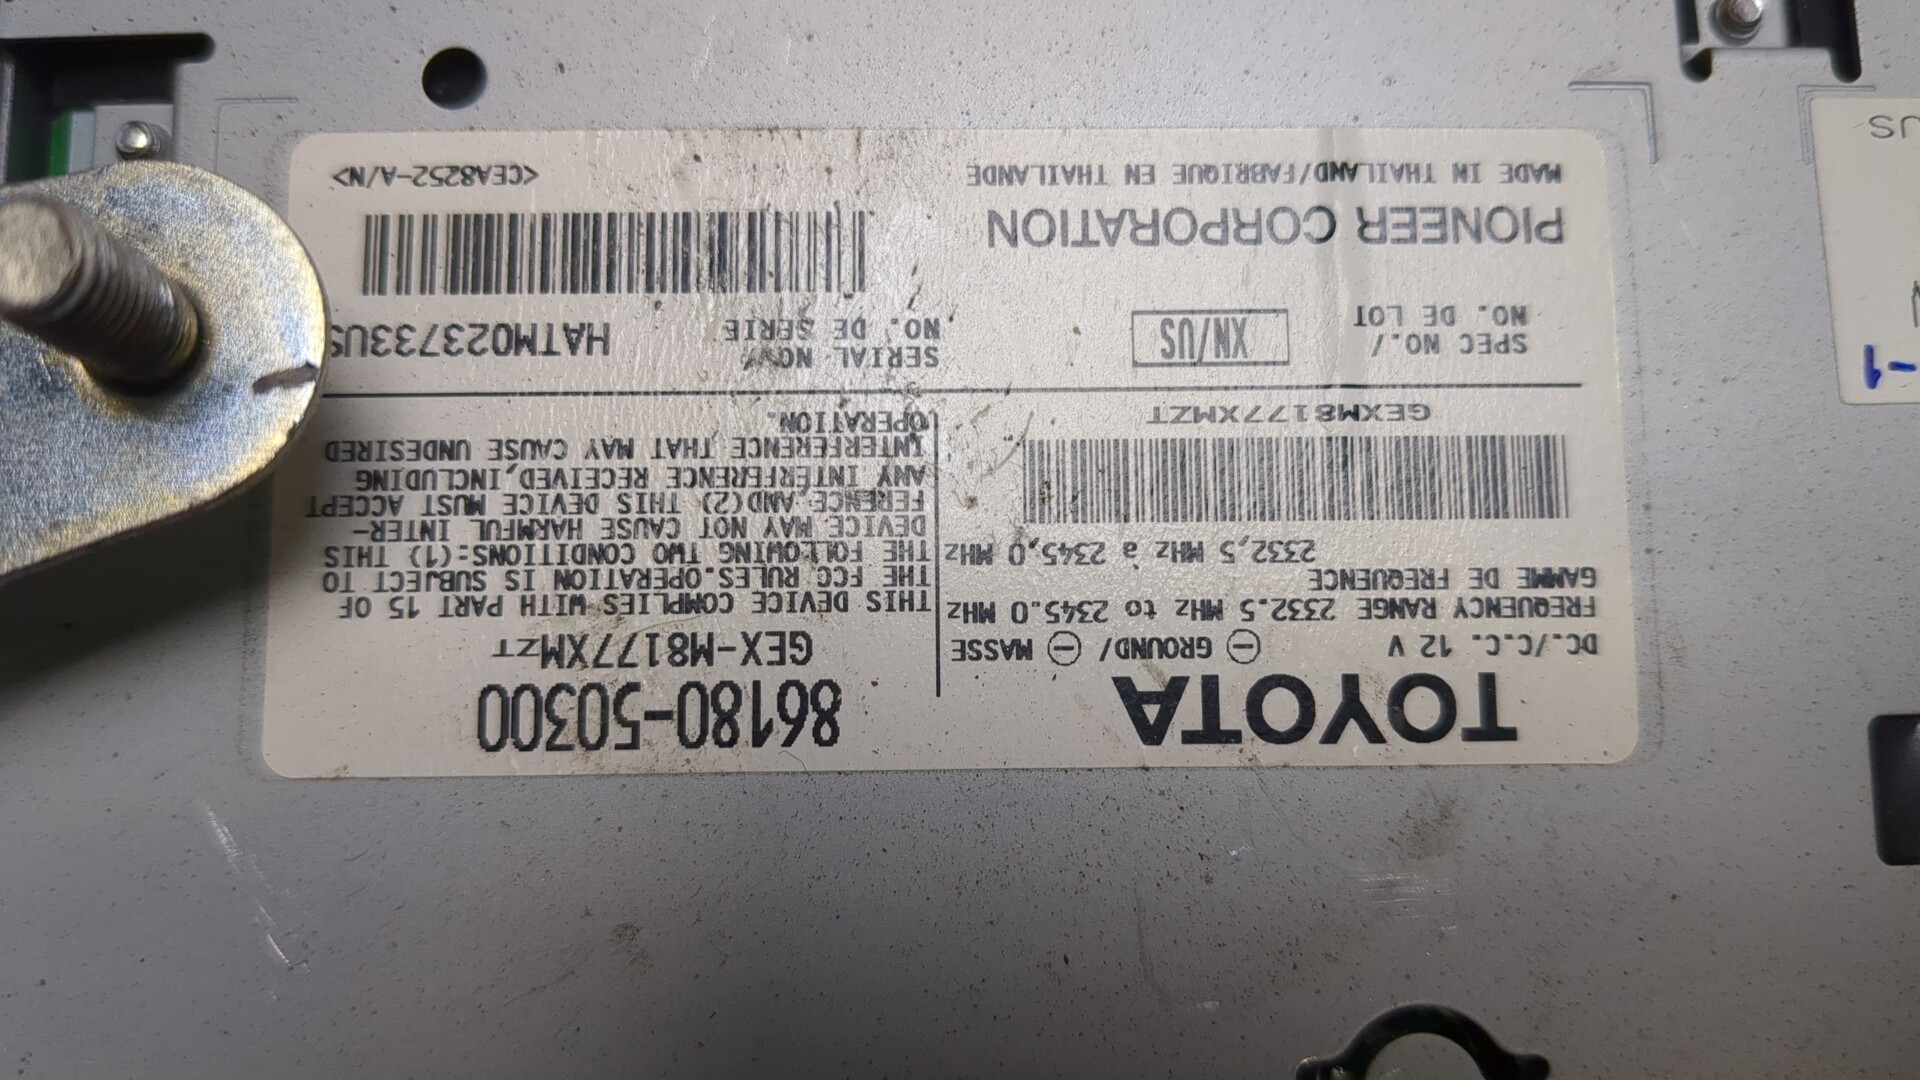 TOYOTA
86180-50300
GEX-M8177XMZT
DC./C.C. 12 V ⊖ GROUND/ ⊖ MASSE
FREQUENCY RANGE 2332.5 MHz to 2345.0 MHz
GAMME DE FREQUENCE
2332,5 MHz à 2345,0 MHz
GEXM8177XMZT
THIS DEVICE COMPLIES WITH PART 15 OF
THE FCC RULES.OPERATION IS SUBJECT TO
THE FOLLOWING TWO CONDITIONS:(1) THIS
DEVICE MAY NOT CAUSE HARMFUL INTER-
FERENCE,AND(2) THIS DEVICE MUST ACCEPT
ANY INTERFERENCE RECEIVED,INCLUDING
INTERFERENCE THAT MAY CAUSE UNDESIRED
OPERATION.
SPEC NO./
NO. DE LOT
XN/US
SERIAL NO./
NO. DE SERIE
HATM023733US
PIONEER CORPORATION
MADE IN THAILAND/FABRIQUE EN THAILANDE
<CEA8252-A/N>
-1
US